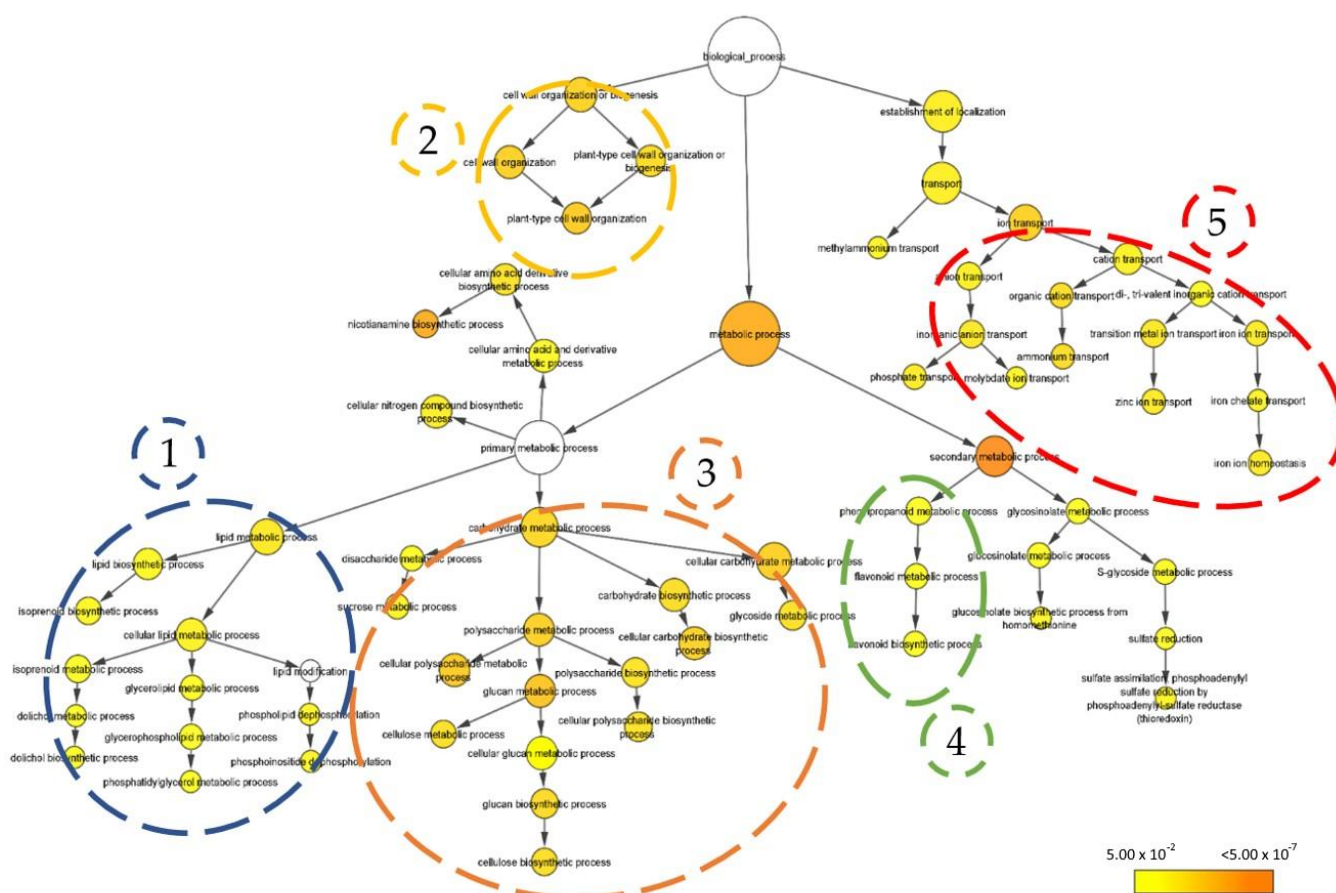 biological_process
cell wall organization or biogenesis
establishment of localization
2
cell wall organization
plant-type cell wall organization or
biogenesis
plant-type cell wall organization
transport
ion transport
methylammonium transport
5
cation transport
anion transport
organic cation transport
di-, tri-valent inorganic cation transport
inorganic anion transport
transition metal ion transport
iron ion transport
ammonium transport
phosphate transport
molybdate ion transport
zinc ion transport
iron chelate transport
iron ion homeostasis
cellular amino acid derivative
biosynthetic process
nicotianamine biosynthetic process
metabolic process
cellular amino acid and derivative
metabolic process
cellular nitrogen compound biosynthetic
process
primary metabolic process
secondary metabolic process
1
3
lipid metabolic process
lipid biosynthetic process
isoprenoid biosynthetic process
cellular lipid metabolic process
isoprenoid metabolic process
lipid modification
glycerolipid metabolic process
dolichol metabolic process
phospholipid dephosphorylation
glycerophospholipid metabolic process
dolichol biosynthetic process
phosphoinositide dephosphorylation
phosphatidylglycerol metabolic process
carbohydrate metabolic process
disaccharide metabolic process
cellular carbohydrate metabolic process
sucrose metabolic process
carbohydrate biosynthetic process
glycoside metabolic process
polysaccharide metabolic process
cellular carbohydrate biosynthetic
process
cellular polysaccharide metabolic
process
polysaccharide biosynthetic process
glucan metabolic process
cellulose metabolic process
cellular polysaccharide biosynthetic
process
cellular glucan metabolic process
glucan biosynthetic process
cellulose biosynthetic process
phenylpropanoid metabolic process
glycosinolate metabolic process
flavonoid metabolic process
glucosinolate metabolic process
S-glycoside metabolic process
glucosinolate biosynthetic process from
homomethionine
flavonoid biosynthetic process
sulfate reduction
sulfate assimilation, phosphoadenylyl
sulfate reduction by
phosphoadenylyl-sulfate reductase
(thioredoxin)
4
5.00 x 10⁻² <5.00 x 10⁻⁷